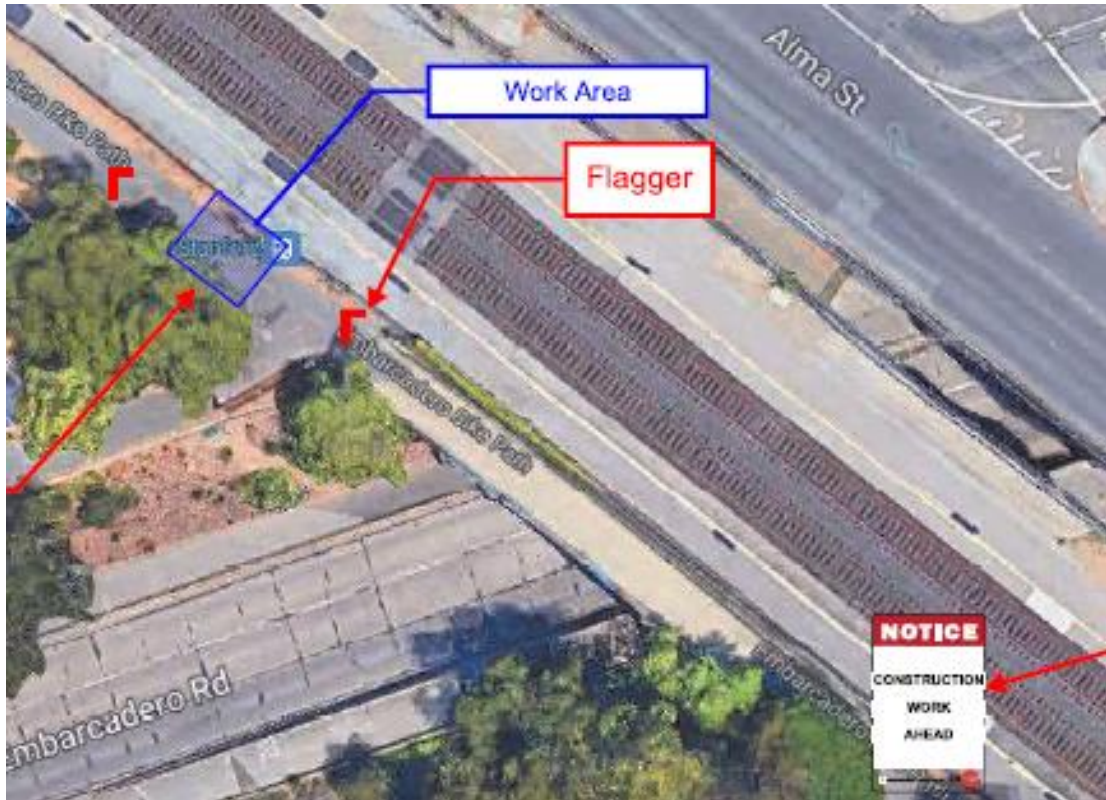 Alma St
Work Area
Flagger
Bike Path
Embarcadero Bike Path
NOTICE
CONSTRUCTION
WORK
AHEAD
Embarcadero
Embarcadero Rd